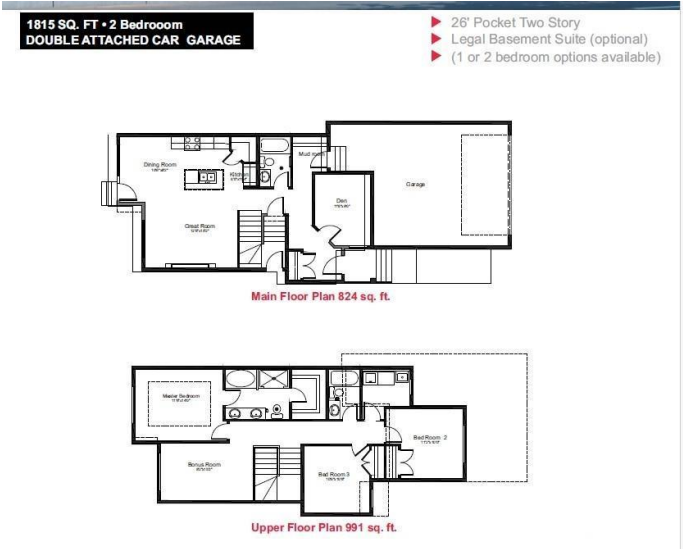 1815 SQ. FT • 2 Bedrooom
DOUBLE ATTACHED CAR GARAGE
26' Pocket Two Story
Legal Basement Suite (optional)
(1 or 2 bedroom options available)
Dining Room
Kitchen
Mud room
Garage
Den
Great Room
Main Floor Plan 824 sq. ft.
Master Bedroom
Bed Room 2
Bonus Room
Bed Room 3
Upper Floor Plan 991 sq. ft.